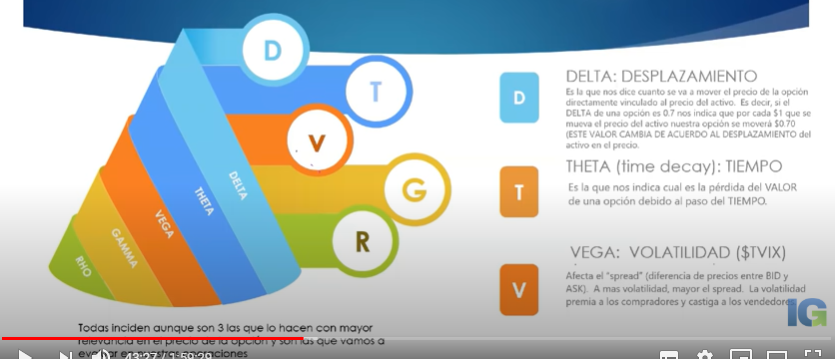 D
T
V
G
R
DELTA
THETA
VEGA
GAMMA
RHO
D
DELTA: DESPLAZAMIENTO
Es la que nos dice cuanto se va a mover el precio de la opción
directamente vinculado al precio del activo. Es decir, si el
DELTA de una opción es 0.7 nos indica que por cada $1 que se
mueva el precio del activo nuestra opción se moverá $0.70
(ESTE VALOR CAMBIA DE ACUERDO AL DESPLAZAMIENTO del
activo en el precio.
T
THETA (time decay): TIEMPO
Es la que nos indica cual es la pérdida del VALOR
de una opción debido al paso del TIEMPO.
V
VEGA: VOLATILIDAD ($TVIX)
Afecta el "spread" (diferencia de precios entre BID y
ASK). A mas volatilidad, mayor el spread. La volatilidad
premia a los compradores y castiga a los vendedores
IG
Todas inciden aunque son 3 las que lo hacen con mayor
relevancia en el precio de la opción y son las que vamos a
43:27 / 1:59:29